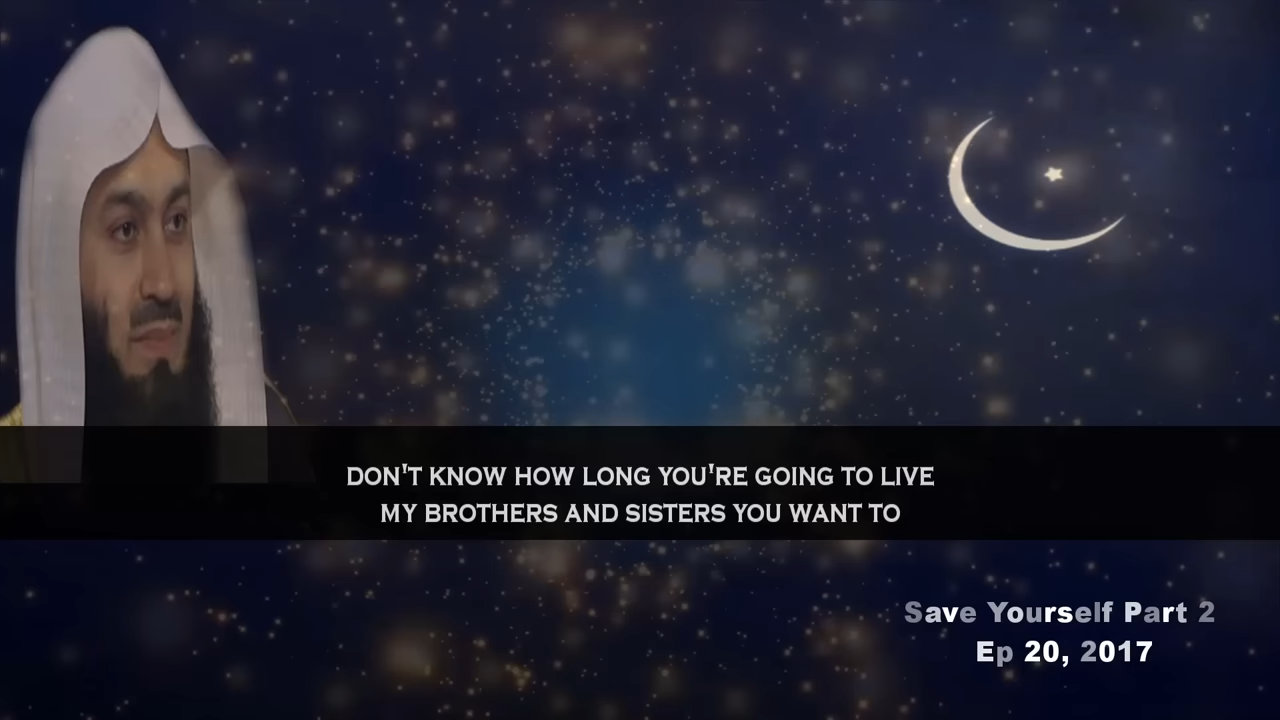 DON'T KNOW HOW LONG YOU'RE GOING TO LIVE
MY BROTHERS AND SISTERS YOU WANT TO
Save Yourself Part 2
Ep 20, 2017